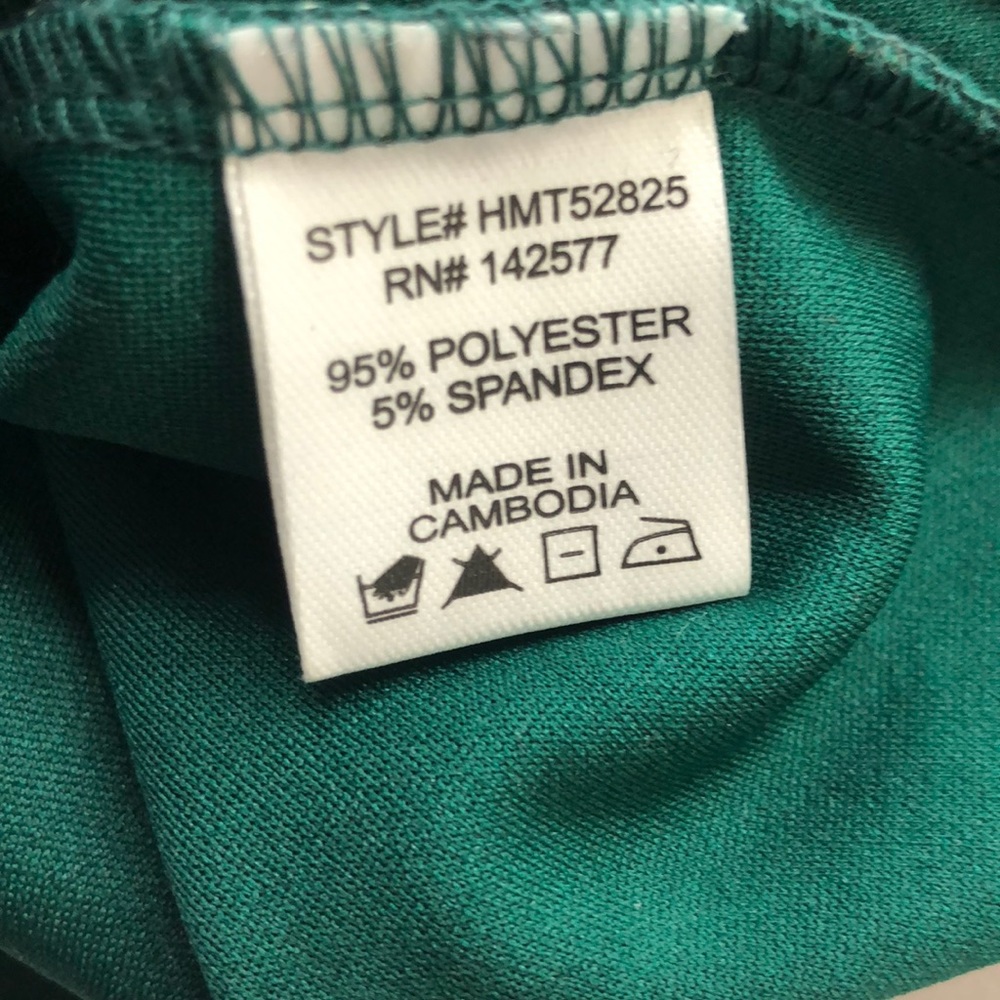 STYLE# HMT52825
RN# 142577
95% POLYESTER
5% SPANDEX
MADE IN
CAMBODIA